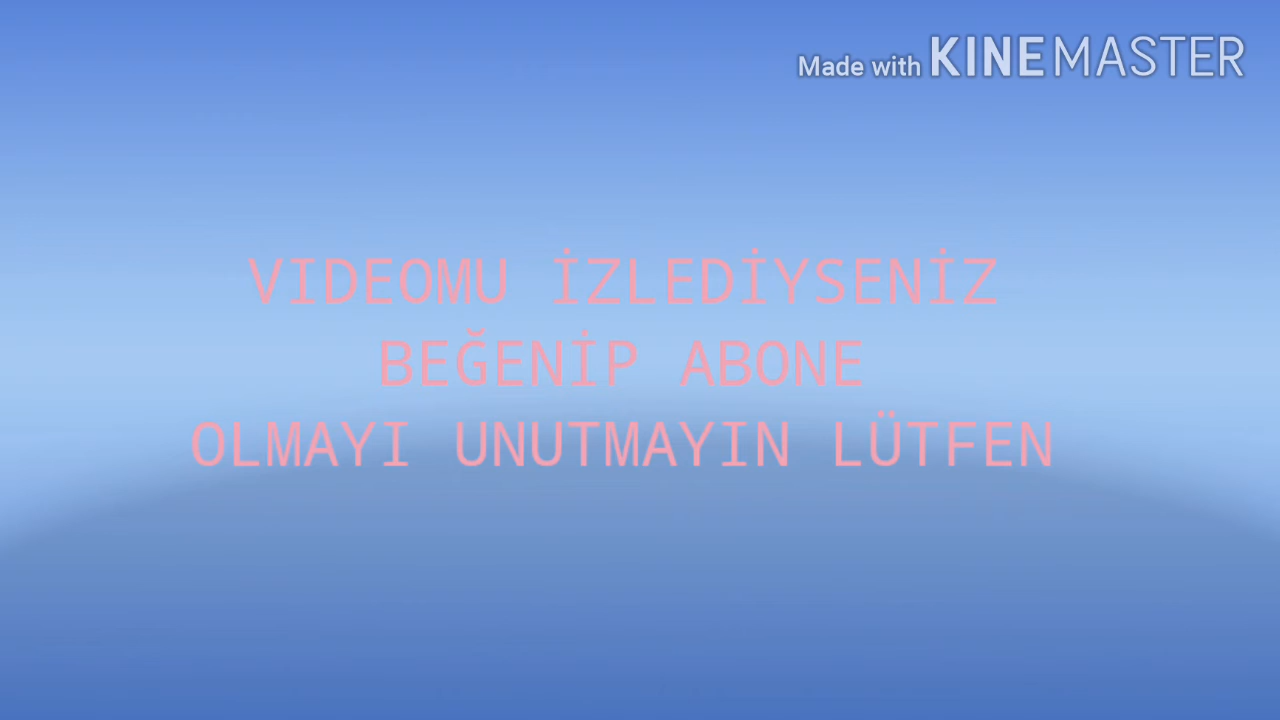 Made with KINEMASTER
VIDEOMU İZLEDİYSENİZ
BEĞENİP ABONE
OLMAYI UNUTMAYIN LÜTFEN